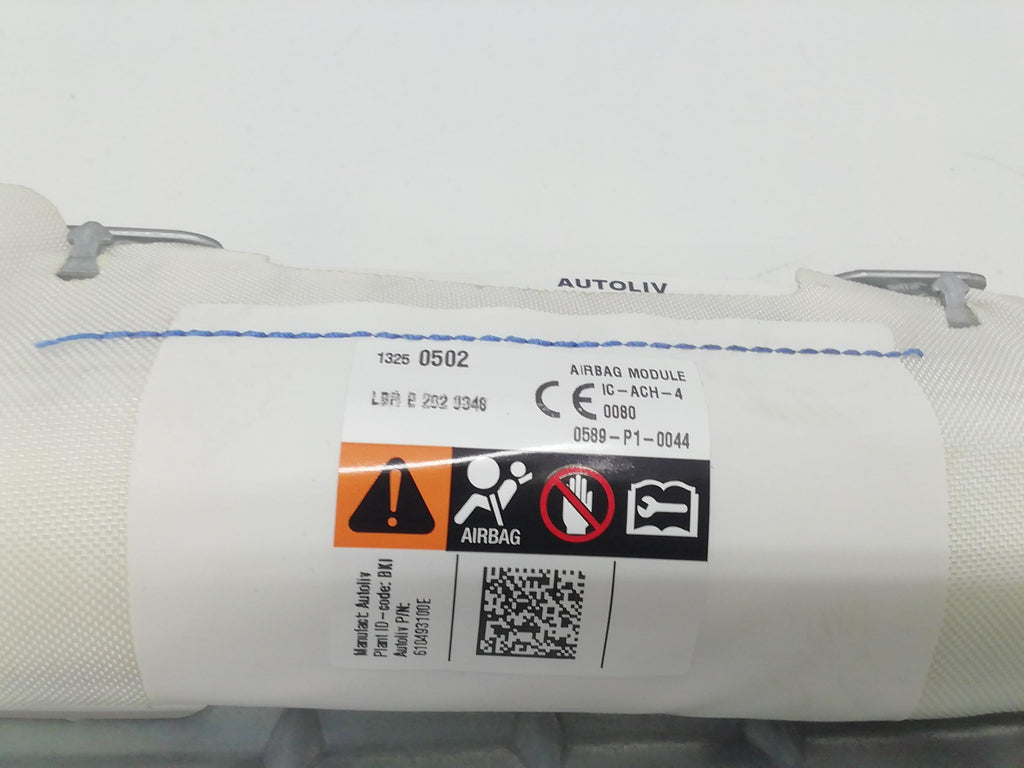 AUTOLIV
1325 0502
AIRBAG MODULE
IC-ACH-4
CE
0080
0589-P1-0044
AIRBAG
Manufact Autoliv
Plant ID-code: BKI
Autoliv P/N:
610493100E